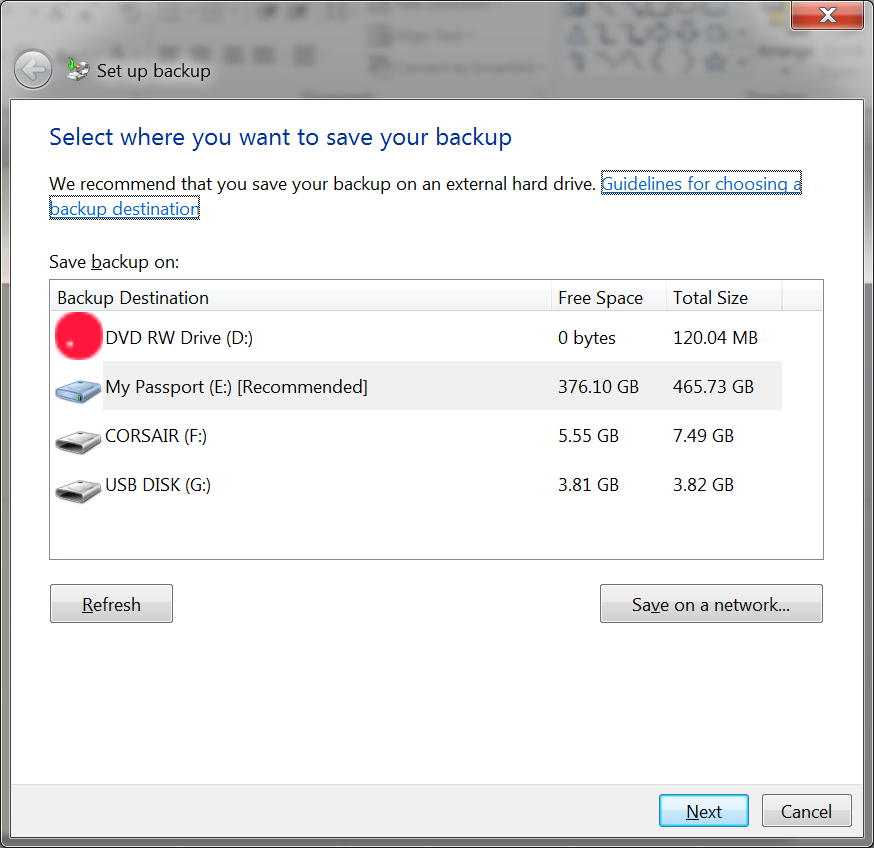 Set up backup
Select where you want to save your backup
We recommend that you save your backup on an external hard drive. Guidelines for choosing a
backup destination
Save backup on:
Backup Destination Free Space Total Size
DVD RW Drive (D:) 0 bytes 120.04 MB
My Passport (E:) [Recommended] 376.10 GB 465.73 GB
CORSAIR (F:) 5.55 GB 7.49 GB
USB DISK (G:) 3.81 GB 3.82 GB
Refresh Save on a network...
Next Cancel